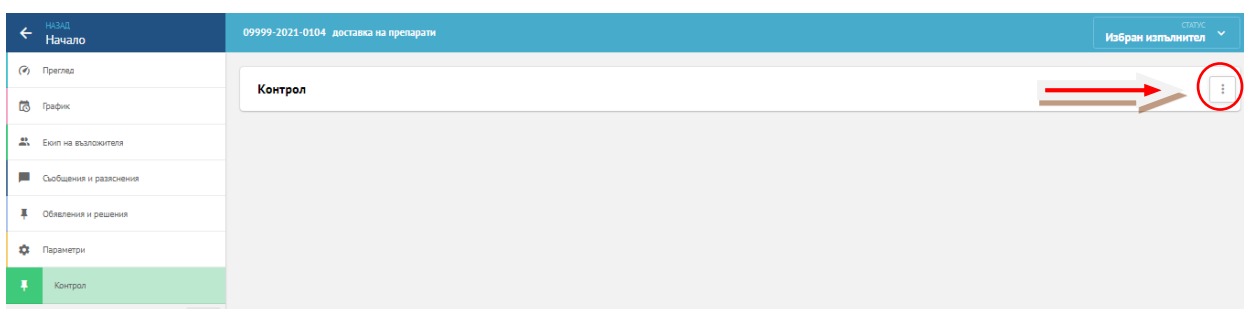 НАЗАД
Начало
09999-2021-0104 доставка на препарати
СТАТУС
Избран изпълнител
Преглед
График
Екип на възложителя
Съобщения и разяснения
Обявления и решения
Параметри
Контрол
Контрол